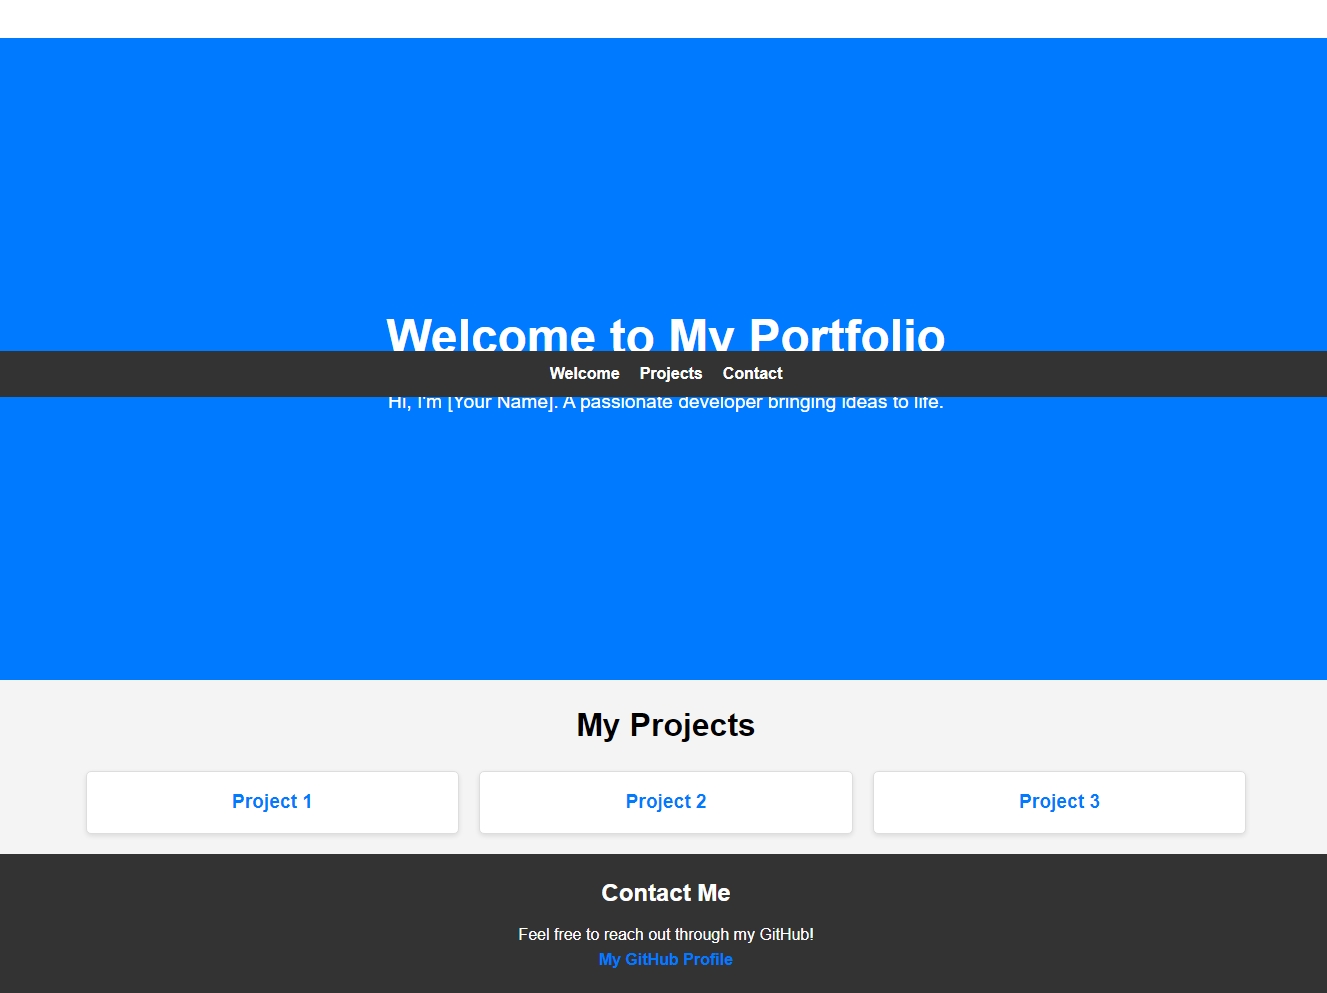 Welcome to My Portfolio
Welcome Projects Contact
Hi, I'm [Your Name]. A passionate developer bringing ideas to life.
My Projects
Project 1 Project 2 Project 3
Contact Me
Feel free to reach out through my GitHub!
My GitHub Profile